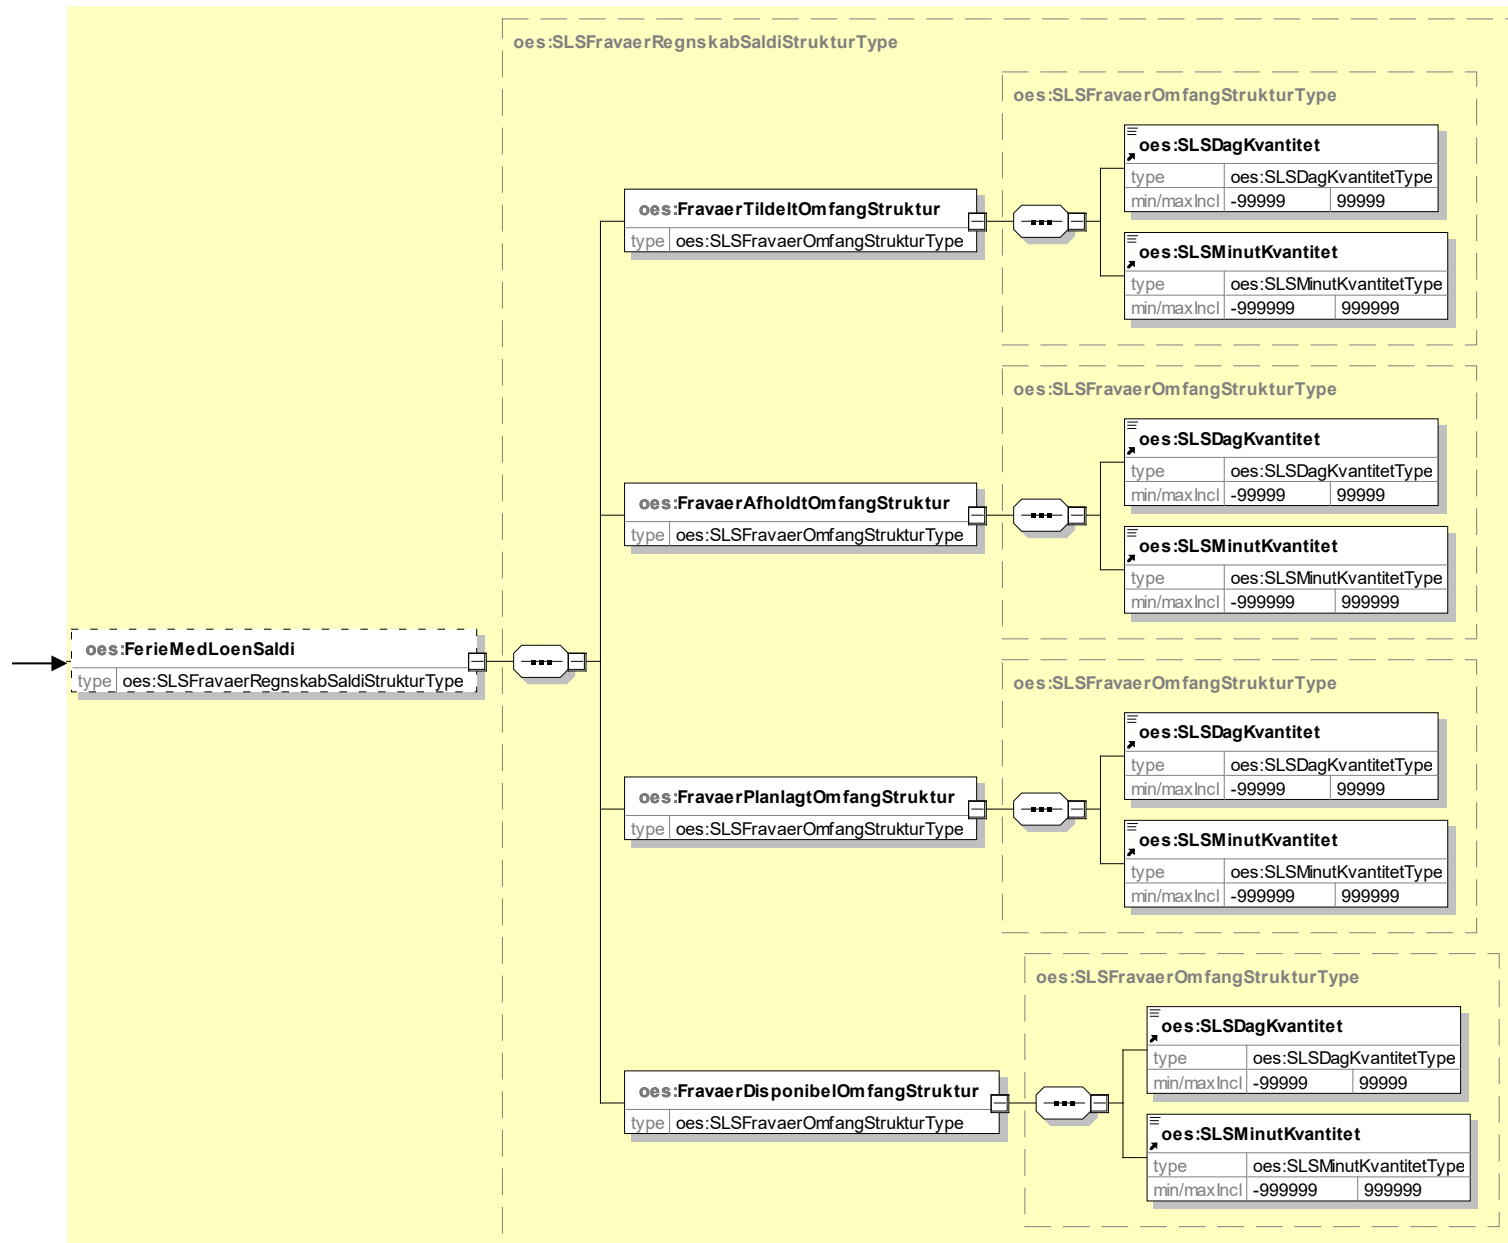 oes:SLSFravaerRegnskabSaldiStrukturType
oes:SLSFravaerOmfangStrukturType
oes:SLSDagKvantitet
type oes:SLSDagKvantitetType
min/maxIncl -99999 99999
oes:FravaerTildeltOmfangStruktur
type oes:SLSFravaerOmfangStrukturType
oes:SLSMinutKvantitet
type oes:SLSMinutKvantitetType
min/maxIncl -999999 999999
oes:SLSFravaerOmfangStrukturType
oes:SLSDagKvantitet
type oes:SLSDagKvantitetType
min/maxIncl -99999 99999
oes:FravaerAfholdtOmfangStruktur
type oes:SLSFravaerOmfangStrukturType
oes:SLSMinutKvantitet
type oes:SLSMinutKvantitetType
min/maxIncl -999999 999999
oes:FerieMedLoenSaldi
type oes:SLSFravaerRegnskabSaldiStrukturType
oes:SLSFravaerOmfangStrukturType
oes:SLSDagKvantitet
type oes:SLSDagKvantitetType
min/maxIncl -99999 99999
oes:FravaerPlanlagtOmfangStruktur
type oes:SLSFravaerOmfangStrukturType
oes:SLSMinutKvantitet
type oes:SLSMinutKvantitetType
min/maxIncl -999999 999999
oes:SLSFravaerOmfangStrukturType
oes:SLSDagKvantitet
type oes:SLSDagKvantitetType
min/maxIncl -99999 99999
oes:FravaerDisponibelOmfangStruktur
type oes:SLSFravaerOmfangStrukturType
oes:SLSMinutKvantitet
type oes:SLSMinutKvantitetType
min/maxIncl -999999 999999